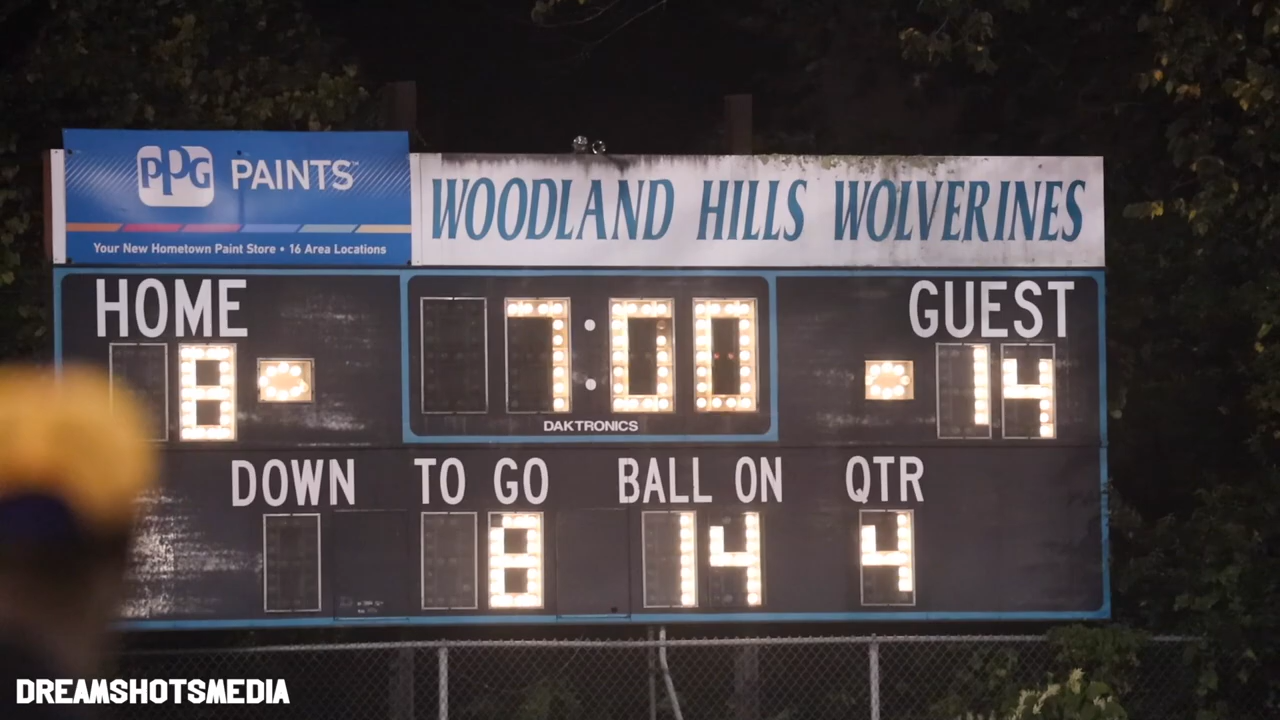 PPG PAINTS™
Your New Hometown Paint Store • 16 Area Locations
WOODLAND HILLS WOLVERINES
HOME
8
7:00
DAKTRONICS
GUEST
14
DOWN
TO GO
8
BALL ON
14
QTR
4
DREAMSHOTSMEDIA